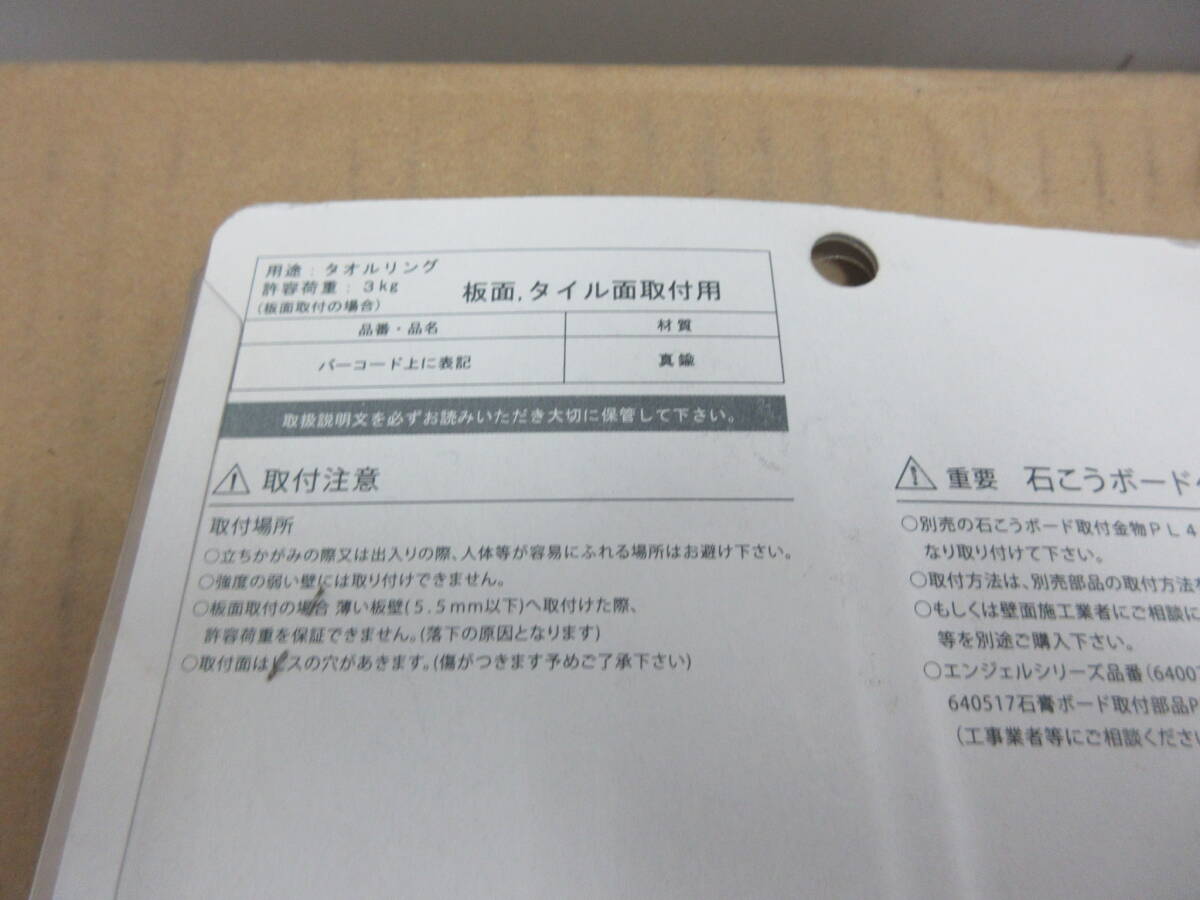 用途：タオルリング
許容荷重：3kg
(板面取付の場合)
板面,タイル面取付用
品番・品名 材質
バーコード上に表記 真鍮
取扱説明文を必ずお読みいただき大切に保管して下さい。
⚠ 取付注意
取付場所
○立ちかがみの際又は出入りの際、人体等が容易にふれる場所はお避け下さい。
○強度の弱い壁には取り付けできません。
○板面取付の場合 薄い板壁(5.5mm以下)へ取付けた際、
許容荷重を保証できません。(落下の原因となります)
○取付面はビスの穴があきます。(傷がつきます予めご了承下さい)
⚠ 重要 石こうボード
○別売の石こうボード取付金物PL4
なり取り付けて下さい。
○取付方法は、別売部品の取付方法
○もしくは壁面施工業者にご相談に
等を別途ご購入下さい。
○エンジェルシリーズ品番(6400
640517石膏ボード取付部品P
(工事業者等にご相談くださ